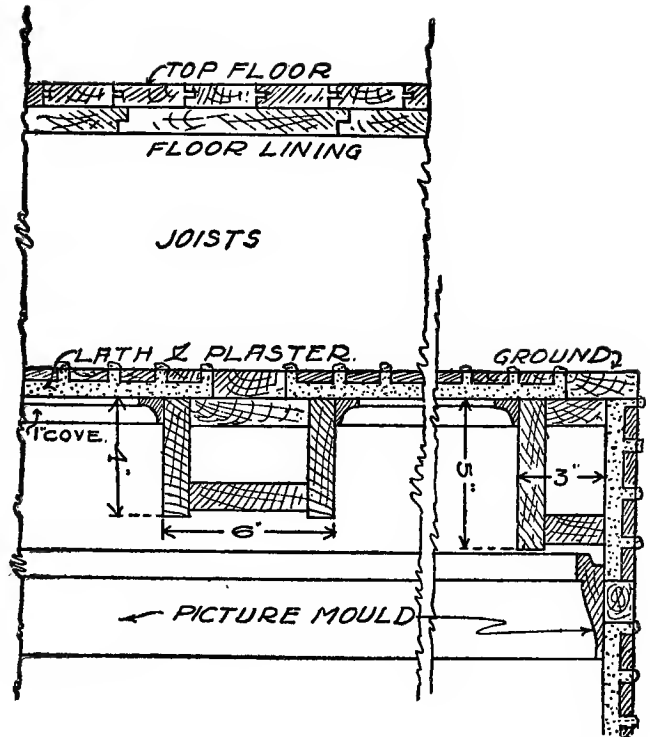 TOP FLOOR
FLOOR LINING
JOISTS
LATH & PLASTER.
GROUND
1" COVE.
4"
5"
3"
6"
PICTURE MOULD